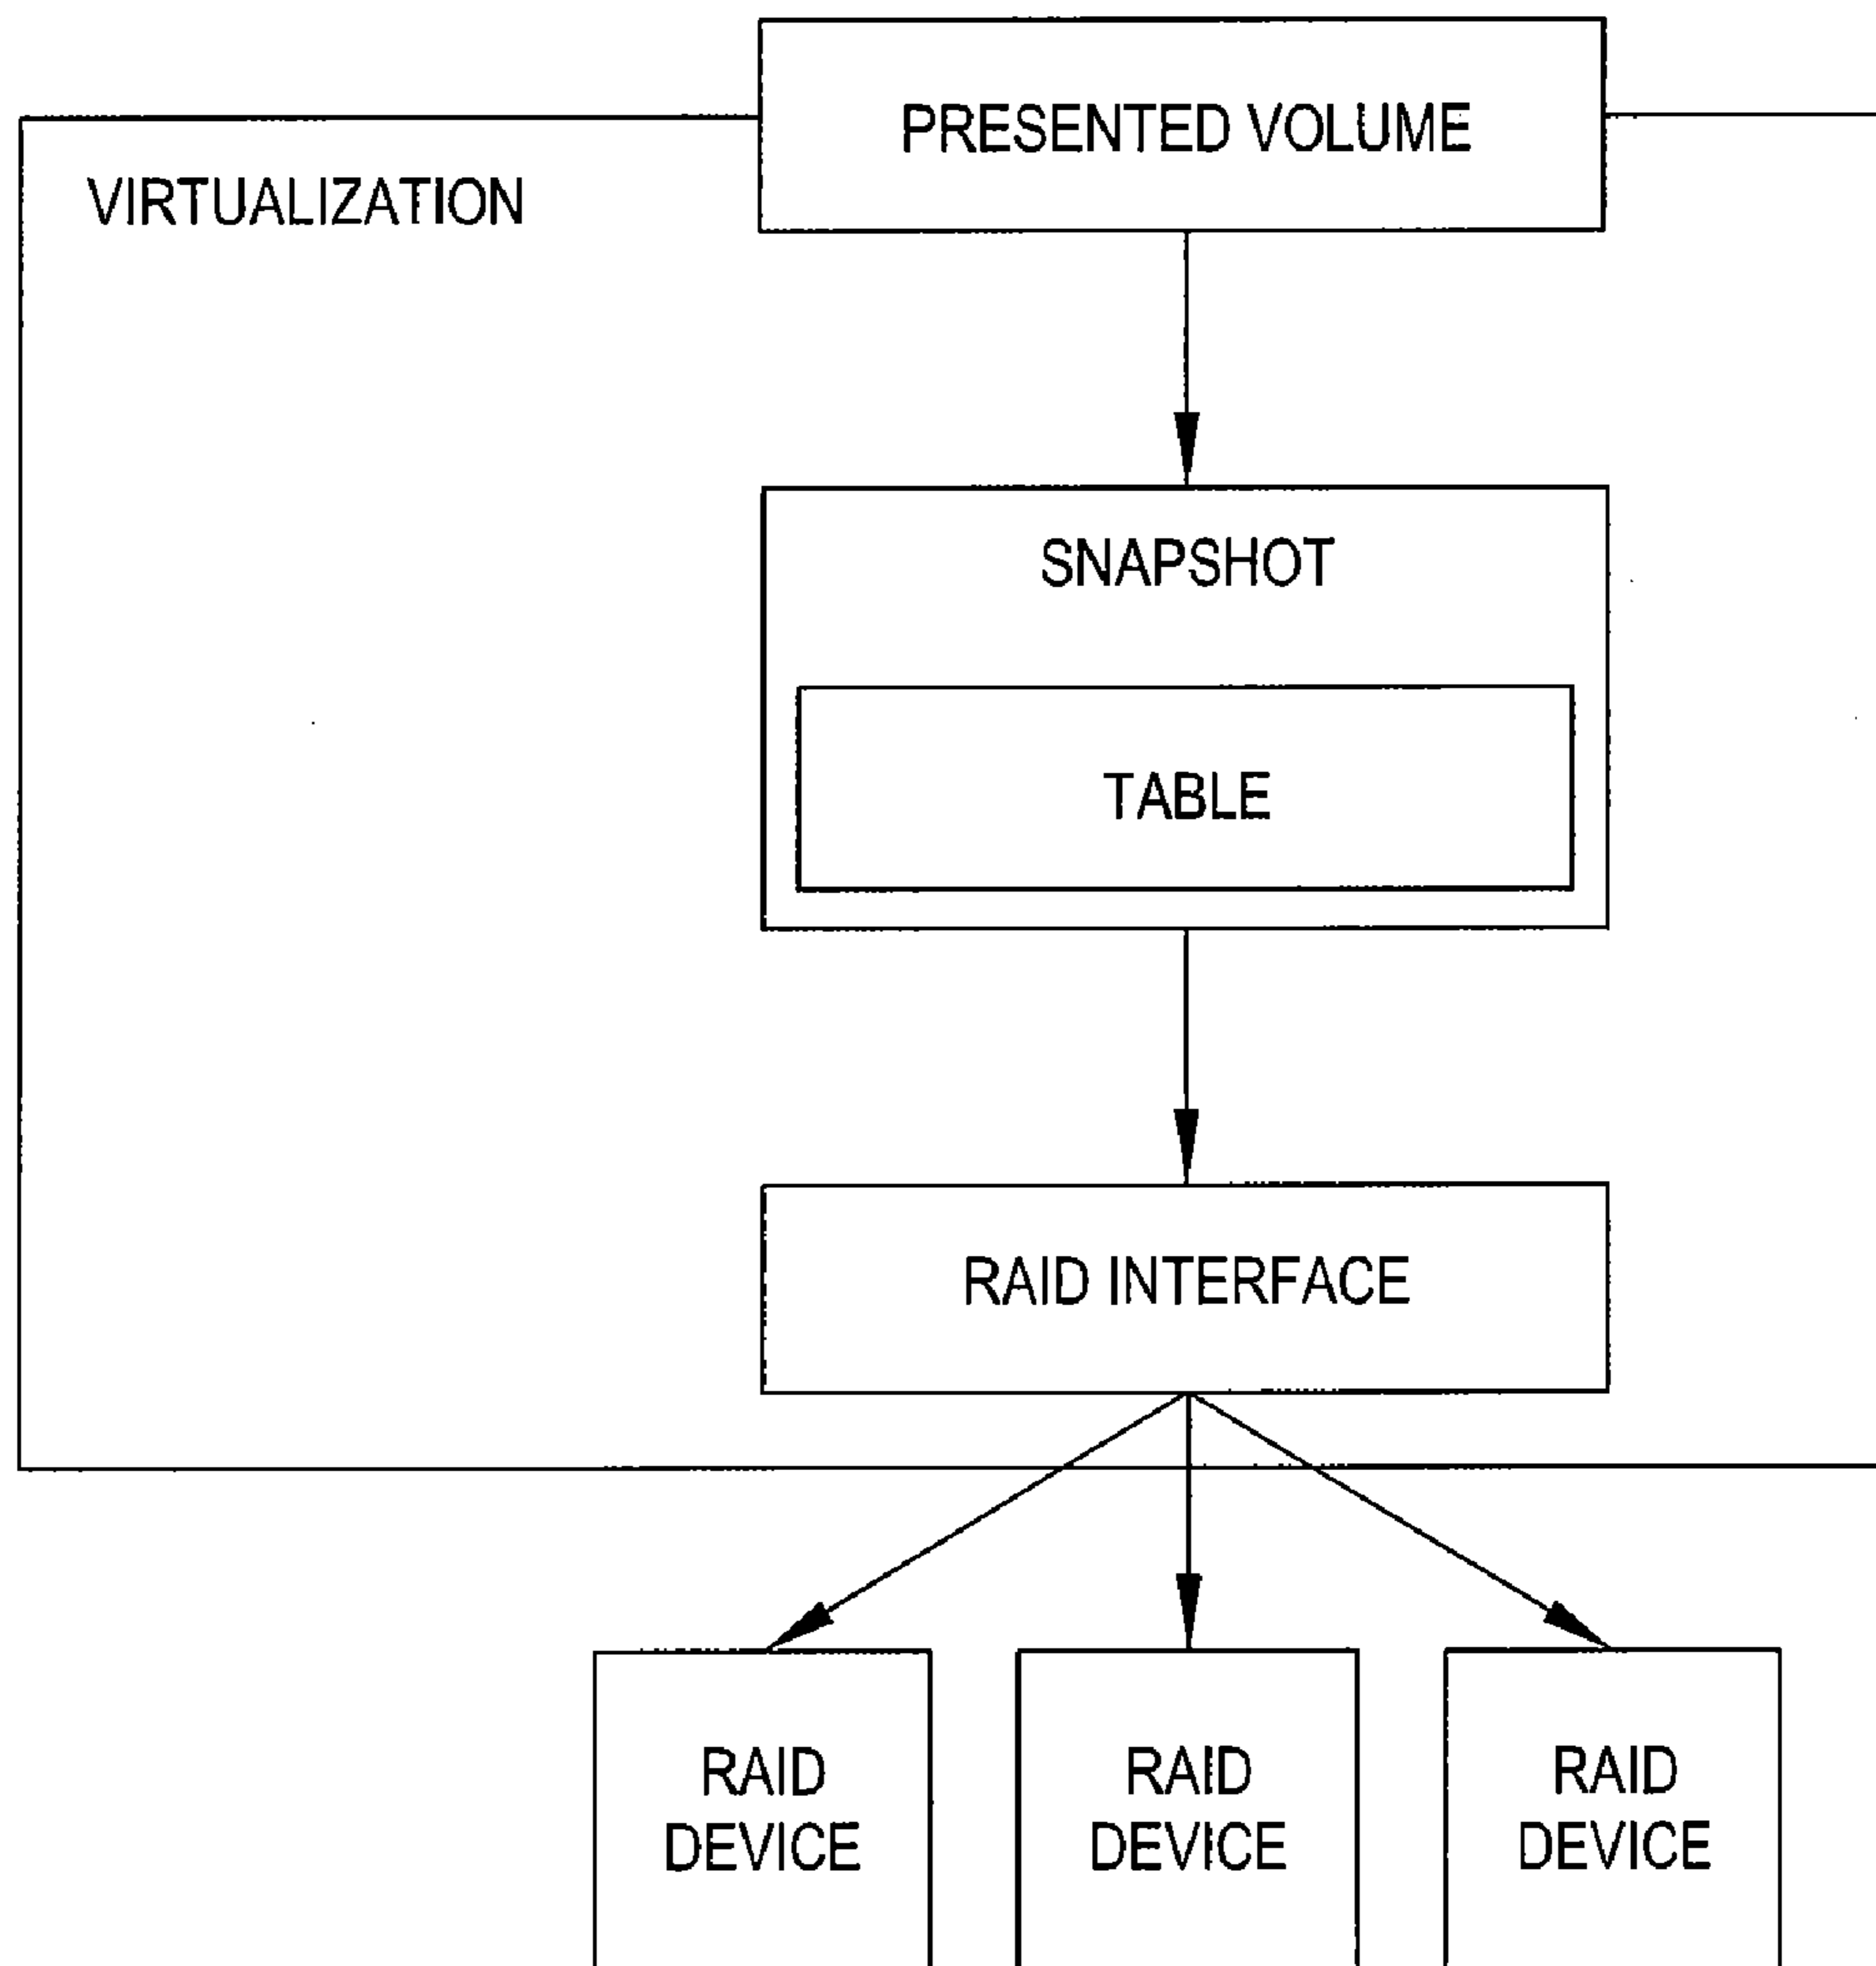 PRESENTED VOLUME
VIRTUALIZATION
SNAPSHOT
TABLE
RAID INTERFACE
RAID
DEVICE
RAID
DEVICE
RAID
DEVICE